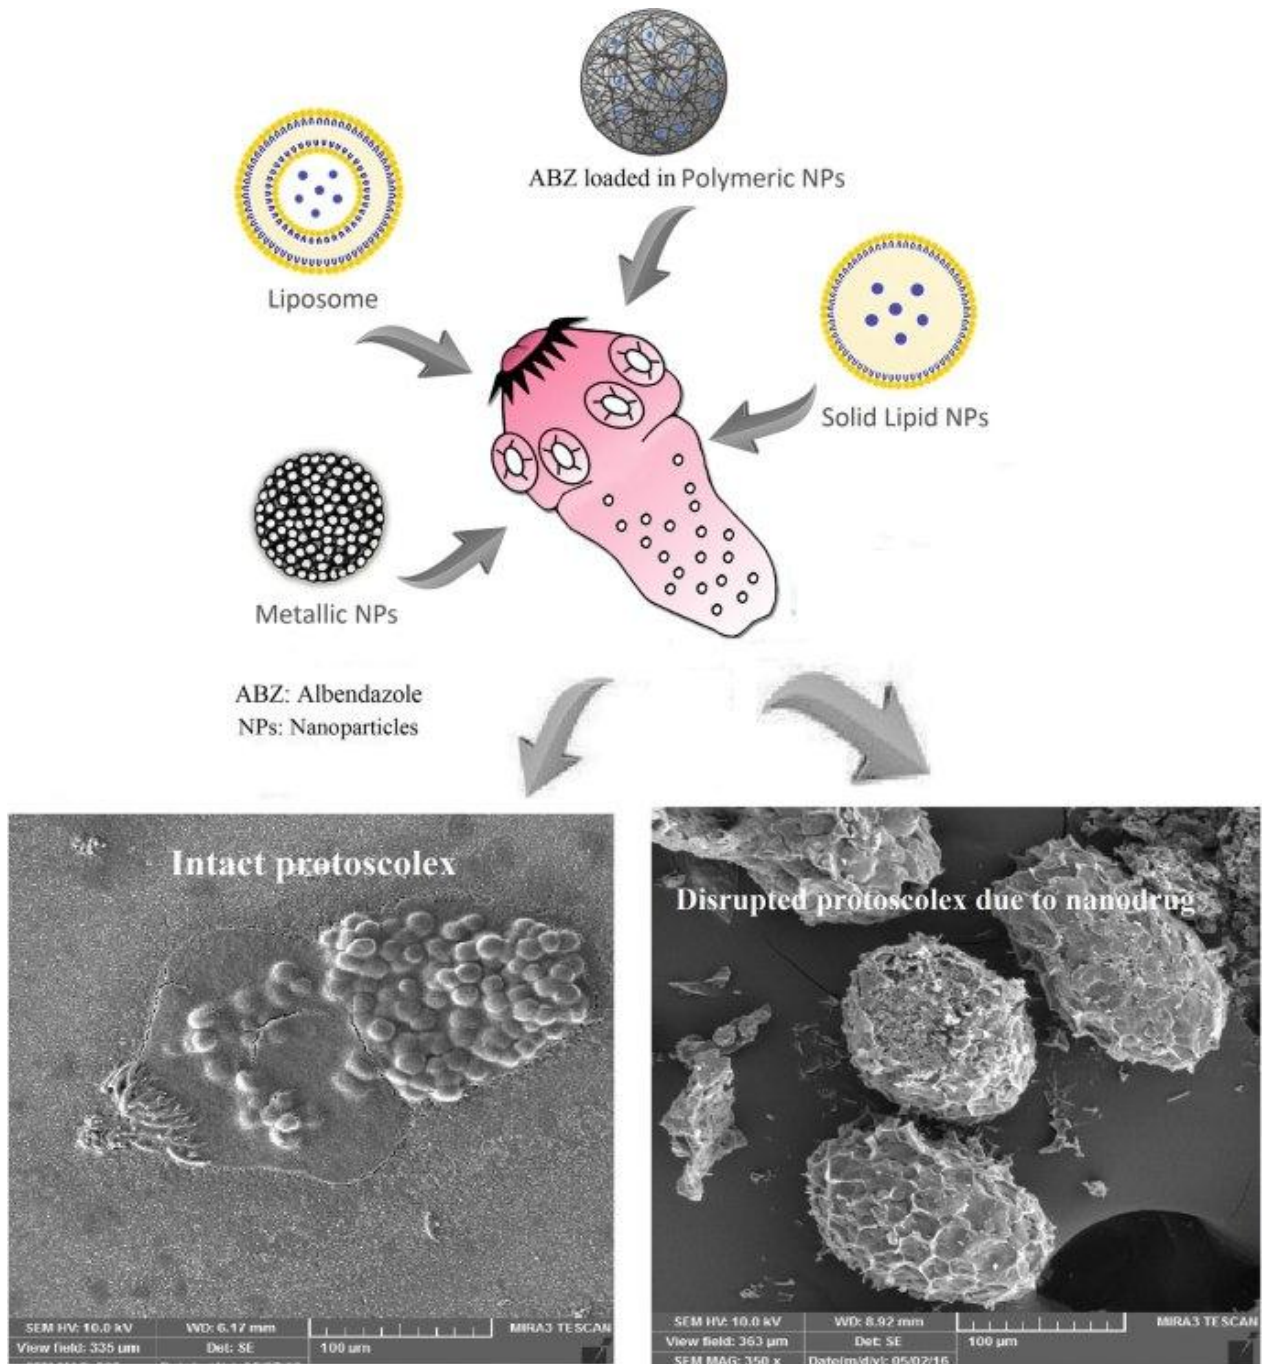 ABZ loaded in Polymeric NPs
Liposome
Solid Lipid NPs
Metallic NPs
ABZ: Albendazole
NPs: Nanoparticles
Intact protoscolex
SEM HV: 10.0 kV WD: 6.17 mm MIRA3 TESCAN
View field: 335 µm Det: SE 100 µm
Disrupted protoscolex due to nanodrug
SEM HV: 10.0 kV WD: 8.92 mm MIRA3 TESCAN
View field: 363 µm Det: SE 100 µm
SEM MAG: 350 x Date(m/d/y): 05/02/16